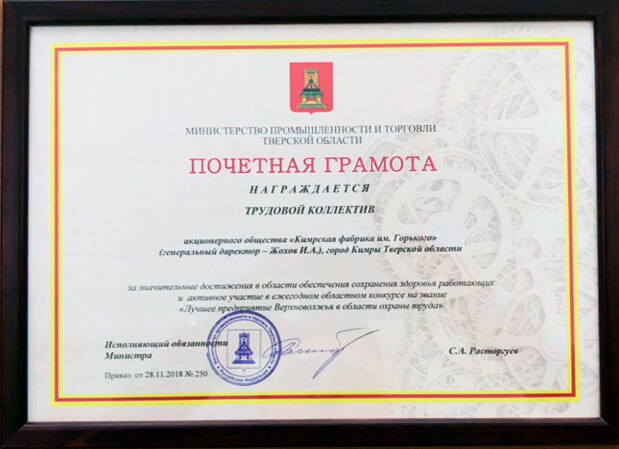 МИНИСТЕРСТВО ПРОМЫШЛЕННОСТИ И ТОРГОВЛИ
ТВЕРСКОЙ ОБЛАСТИ
ПОЧЕТНАЯ ГРАМОТА
НАГРАЖДАЕТСЯ
ТРУДОВОЙ КОЛЛЕКТИВ
акционерного общества «Кимрская фабрика им. Горького»
(генеральный директор – Жохов И.А.), город Кимры Тверской области
за значительные достижения в области обеспечения сохранения здоровья работающих
и активное участие в ежегодном областном конкурсе на звание
«Лучшее предприятие Верхневолжья в области охраны труда».
Исполняющий обязанности
Министра
С.А. Расторгуев
Приказ от 28.11.2018 № 250